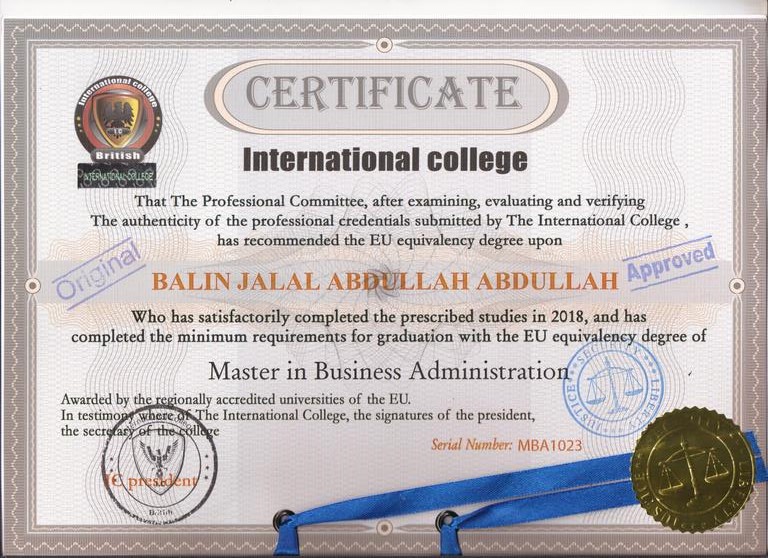 International college
British
INTERNATIONAL COLLEGE
CERTIFICATE
International college
That The Professional Committee, after examining, evaluating and verifying
The authenticity of the professional credentials submitted by The International College ,
has recommended the EU equivalency degree upon
Original
BALIN JALAL ABDULLAH ABDULLAH
Approved
Who has satisfactorily completed the prescribed studies in 2018, and has
completed the minimum requirements for graduation with the EU equivalency degree of
Master in Business Administration
Awarded by the regionally accredited universities of the EU.
In testimony where of The International College, the signatures of the president,
the secretary of the college
SECURITY LIBERTY JUSTICE
Serial Number: MBA1023
IC president